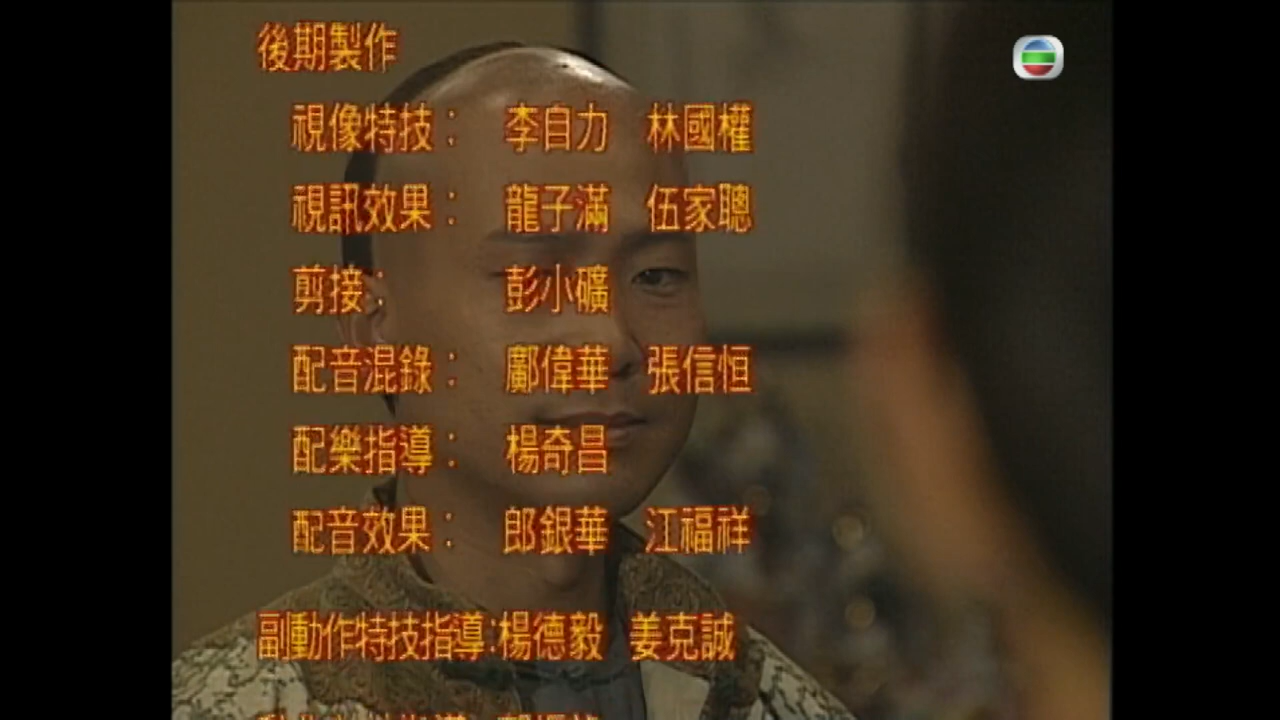 後期製作
視像特技： 李自力 林國權
視訊效果： 龍子滿 伍家聰
剪接： 彭小礦
配音混錄： 鄺偉華 張信恒
配樂指導： 楊奇昌
配音效果： 郎銀華 江福祥
副動作特技指導:楊德毅 姜克誠